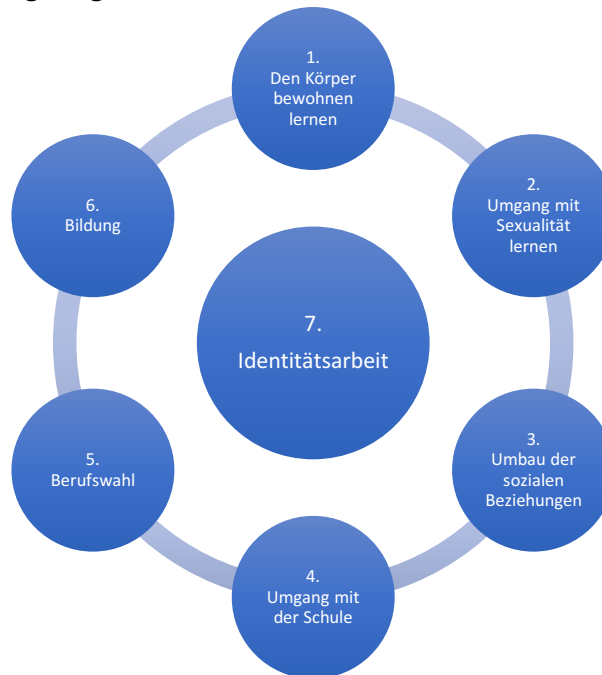 1.
Den Körper
bewohnen
lernen
2.
Umgang mit
Sexualität
lernen
3.
Umbau der
sozialen
Beziehungen
4.
Umgang mit
der Schule
5.
Berufswahl
6.
Bildung
7.
Identitätsarbeit